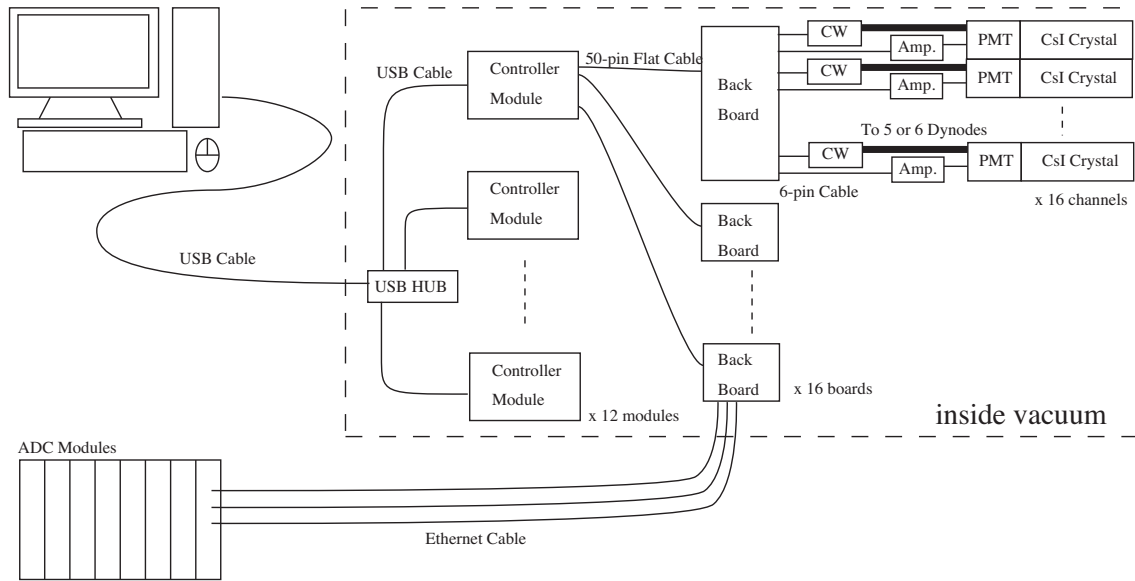 CW
PMT
CsI Crystal
Amp.
50-pin Flat Cable
Controller
Module
USB Cable
CW
PMT
CsI Crystal
Amp.
Back
Board
To 5 or 6 Dynodes
CW
PMT
CsI Crystal
Amp.
6-pin Cable
x 16 channels
Controller
Module
Back
Board
USB Cable
USB HUB
Controller
Module
x 12 modules
Back
Board
x 16 boards
inside vacuum
ADC Modules
Ethernet Cable